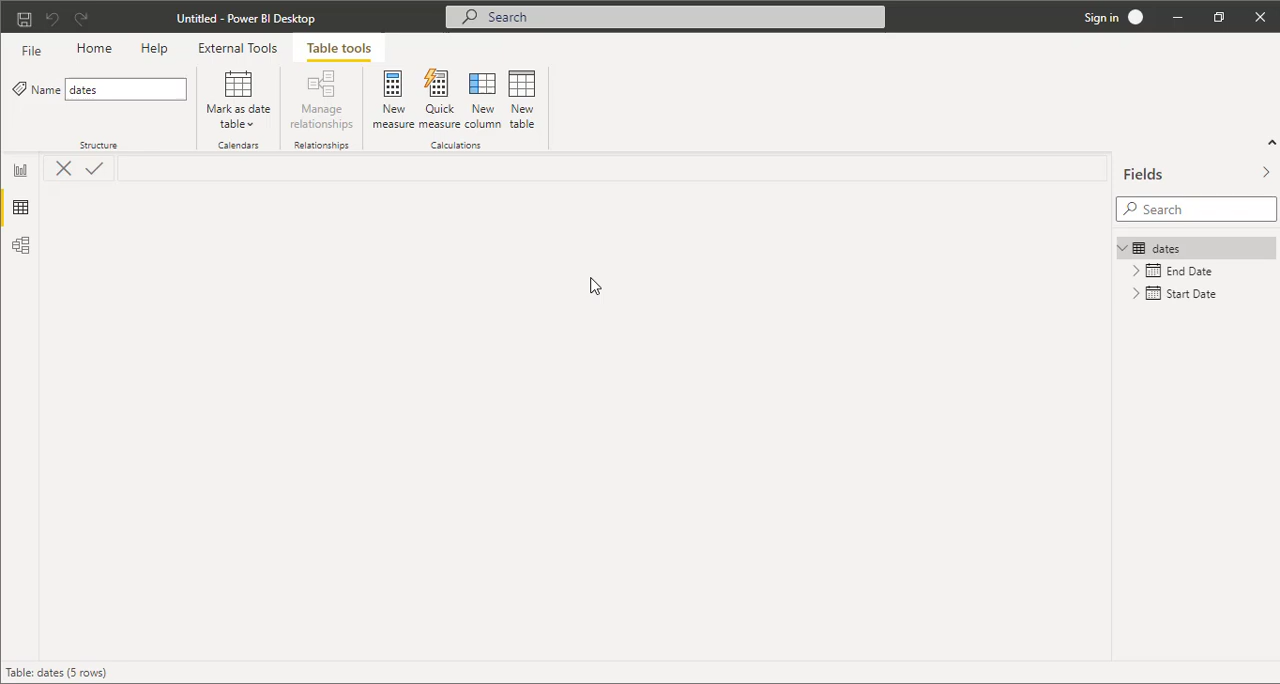 Untitled - Power BI Desktop
Search
Sign in
File
Home
Help
External Tools
Table tools
Name
dates
Mark as date
table
Manage
relationships
New
measure
Quick
measure
New
column
New
table
Structure
Calendars
Relationships
Calculations
Fields
Search
dates
End Date
Start Date
Table: dates (5 rows)